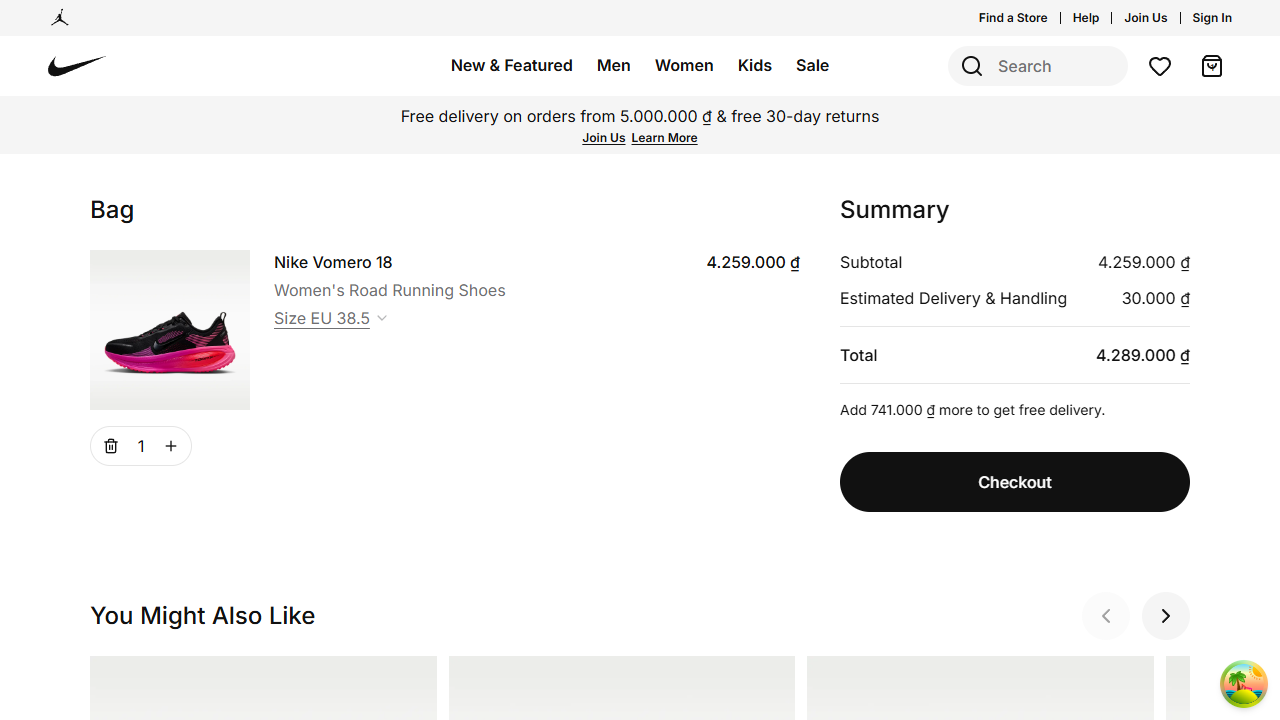 Find a Store
Help
Join Us
Sign In
New & Featured
Men
Women
Kids
Sale
Search
Free delivery on orders from 5.000.000 ₫ & free 30-day returns
Join Us Learn More
Bag
Nike Vomero 18
4.259.000 ₫
Women's Road Running Shoes
Size EU 38.5
1
Summary
Subtotal 4.259.000 ₫
Estimated Delivery & Handling 30.000 ₫
Total 4.289.000 ₫
Add 741.000 ₫ more to get free delivery.
Checkout
You Might Also Like